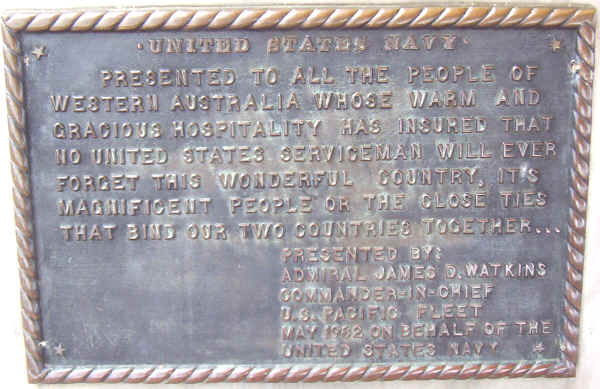 ·UNITED STATES NAVY·
PRESENTED TO ALL THE PEOPLE OF
WESTERN AUSTRALIA WHOSE WARM AND
GRACIOUS HOSPITALITY HAS INSURED THAT
NO UNITED STATES SERVICEMAN WILL EVER
FORGET THIS WONDERFUL COUNTRY, IT'S
MAGNIFICENT PEOPLE OR THE CLOSE TIES
THAT BIND OUR TWO COUNTRIES TOGETHER...
PRESENTED BY:
ADMIRAL JAMES D. WATKINS
COMMANDER-IN-CHIEF
U.S. PACIFIC FLEET
MAY 1982 ON BEHALF OF THE
UNITED STATES NAVY